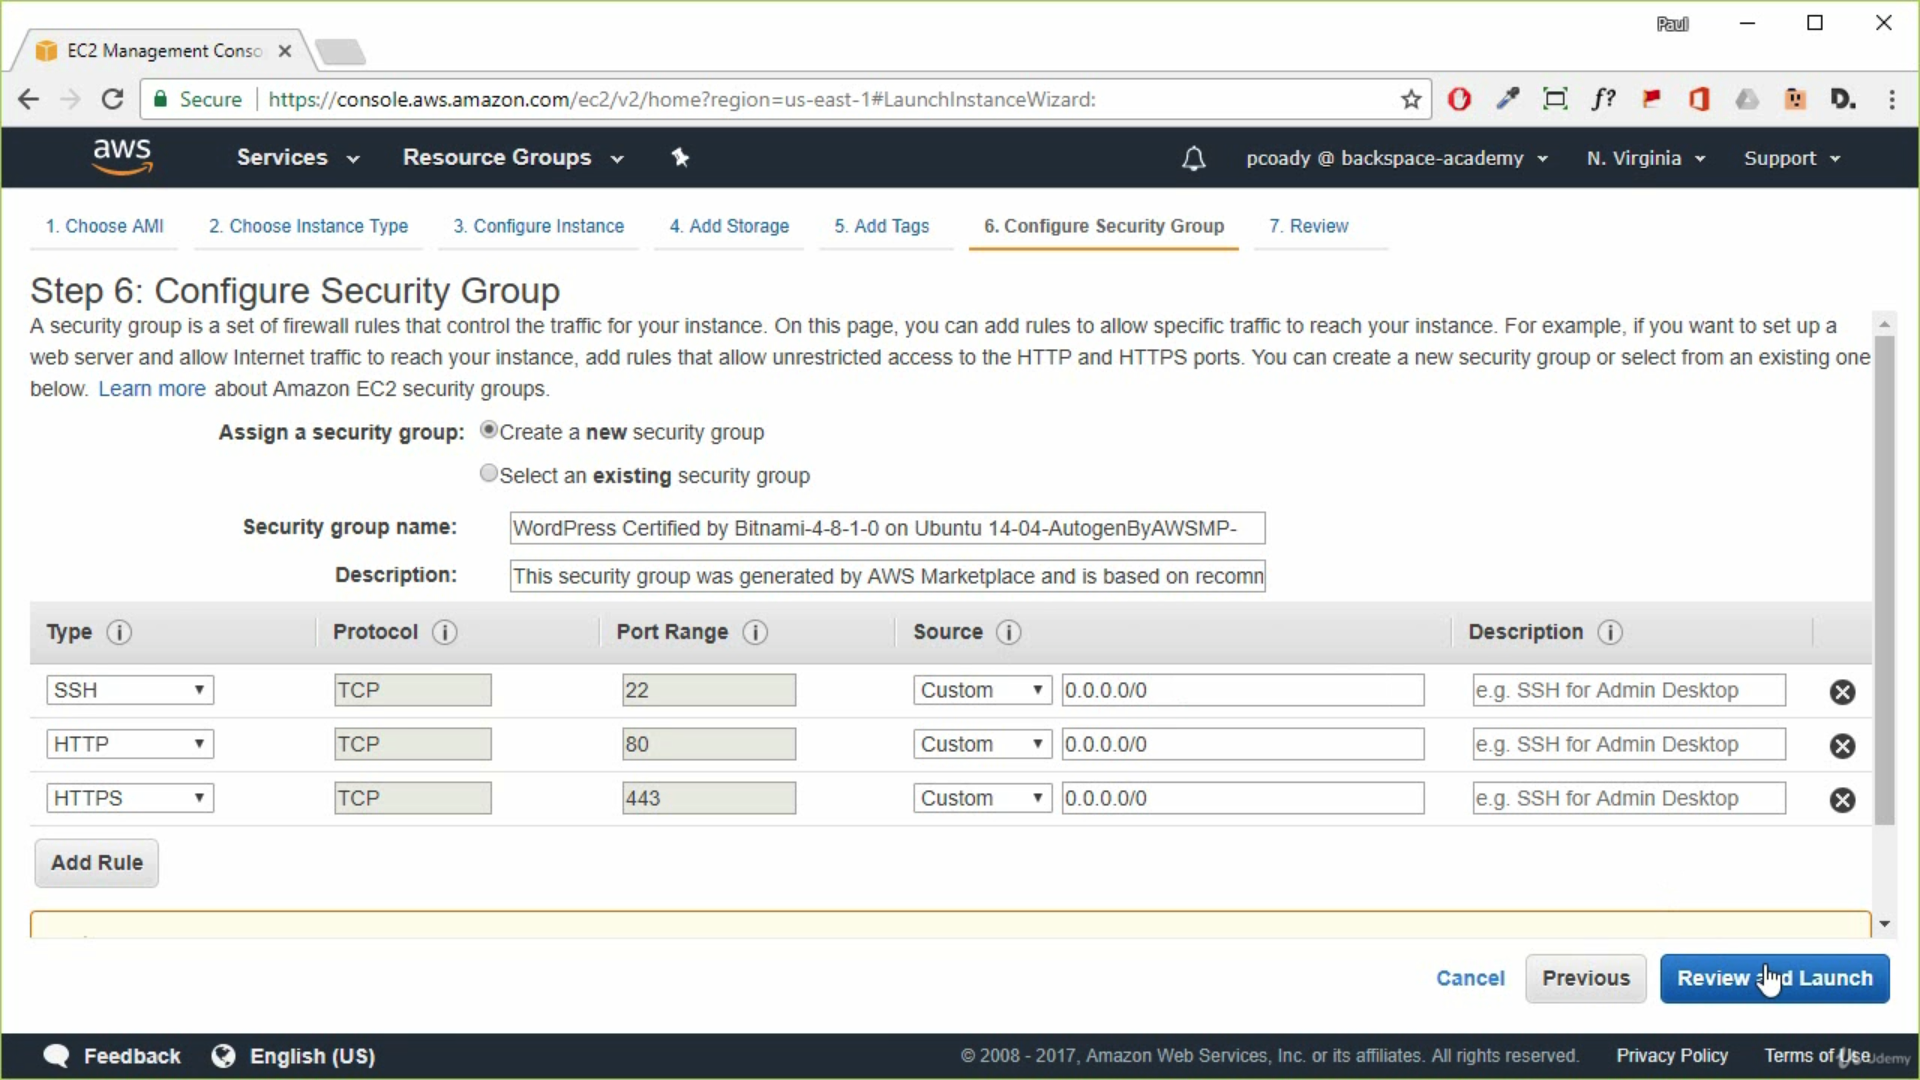 Paul
EC2 Management Conso
Secure https://console.aws.amazon.com/ec2/v2/home?region=us-east-1#LaunchInstanceWizard:
f?
D.
aws Services Resource Groups pcoady @ backspace-academy N. Virginia Support
1. Choose AMI 2. Choose Instance Type 3. Configure Instance 4. Add Storage 5. Add Tags 6. Configure Security Group 7. Review
Step 6: Configure Security Group
A security group is a set of firewall rules that control the traffic for your instance. On this page, you can add rules to allow specific traffic to reach your instance. For example, if you want to set up a
web server and allow Internet traffic to reach your instance, add rules that allow unrestricted access to the HTTP and HTTPS ports. You can create a new security group or select from an existing one
below. Learn more about Amazon EC2 security groups.
Assign a security group: Create a new security group
Select an existing security group
Security group name: WordPress Certified by Bitnami-4-8-1-0 on Ubuntu 14-04-AutogenByAWSMP-
Description: This security group was generated by AWS Marketplace and is based on recomn
Type i Protocol i Port Range i Source i Description i
SSH TCP 22 Custom 0.0.0.0/0 e.g. SSH for Admin Desktop
HTTP TCP 80 Custom 0.0.0.0/0 e.g. SSH for Admin Desktop
HTTPS TCP 443 Custom 0.0.0.0/0 e.g. SSH for Admin Desktop
Add Rule
Cancel Previous Review and Launch
Feedback English (US) © 2008 - 2017, Amazon Web Services, Inc. or its affiliates. All rights reserved. Privacy Policy Terms of Use
Udemy